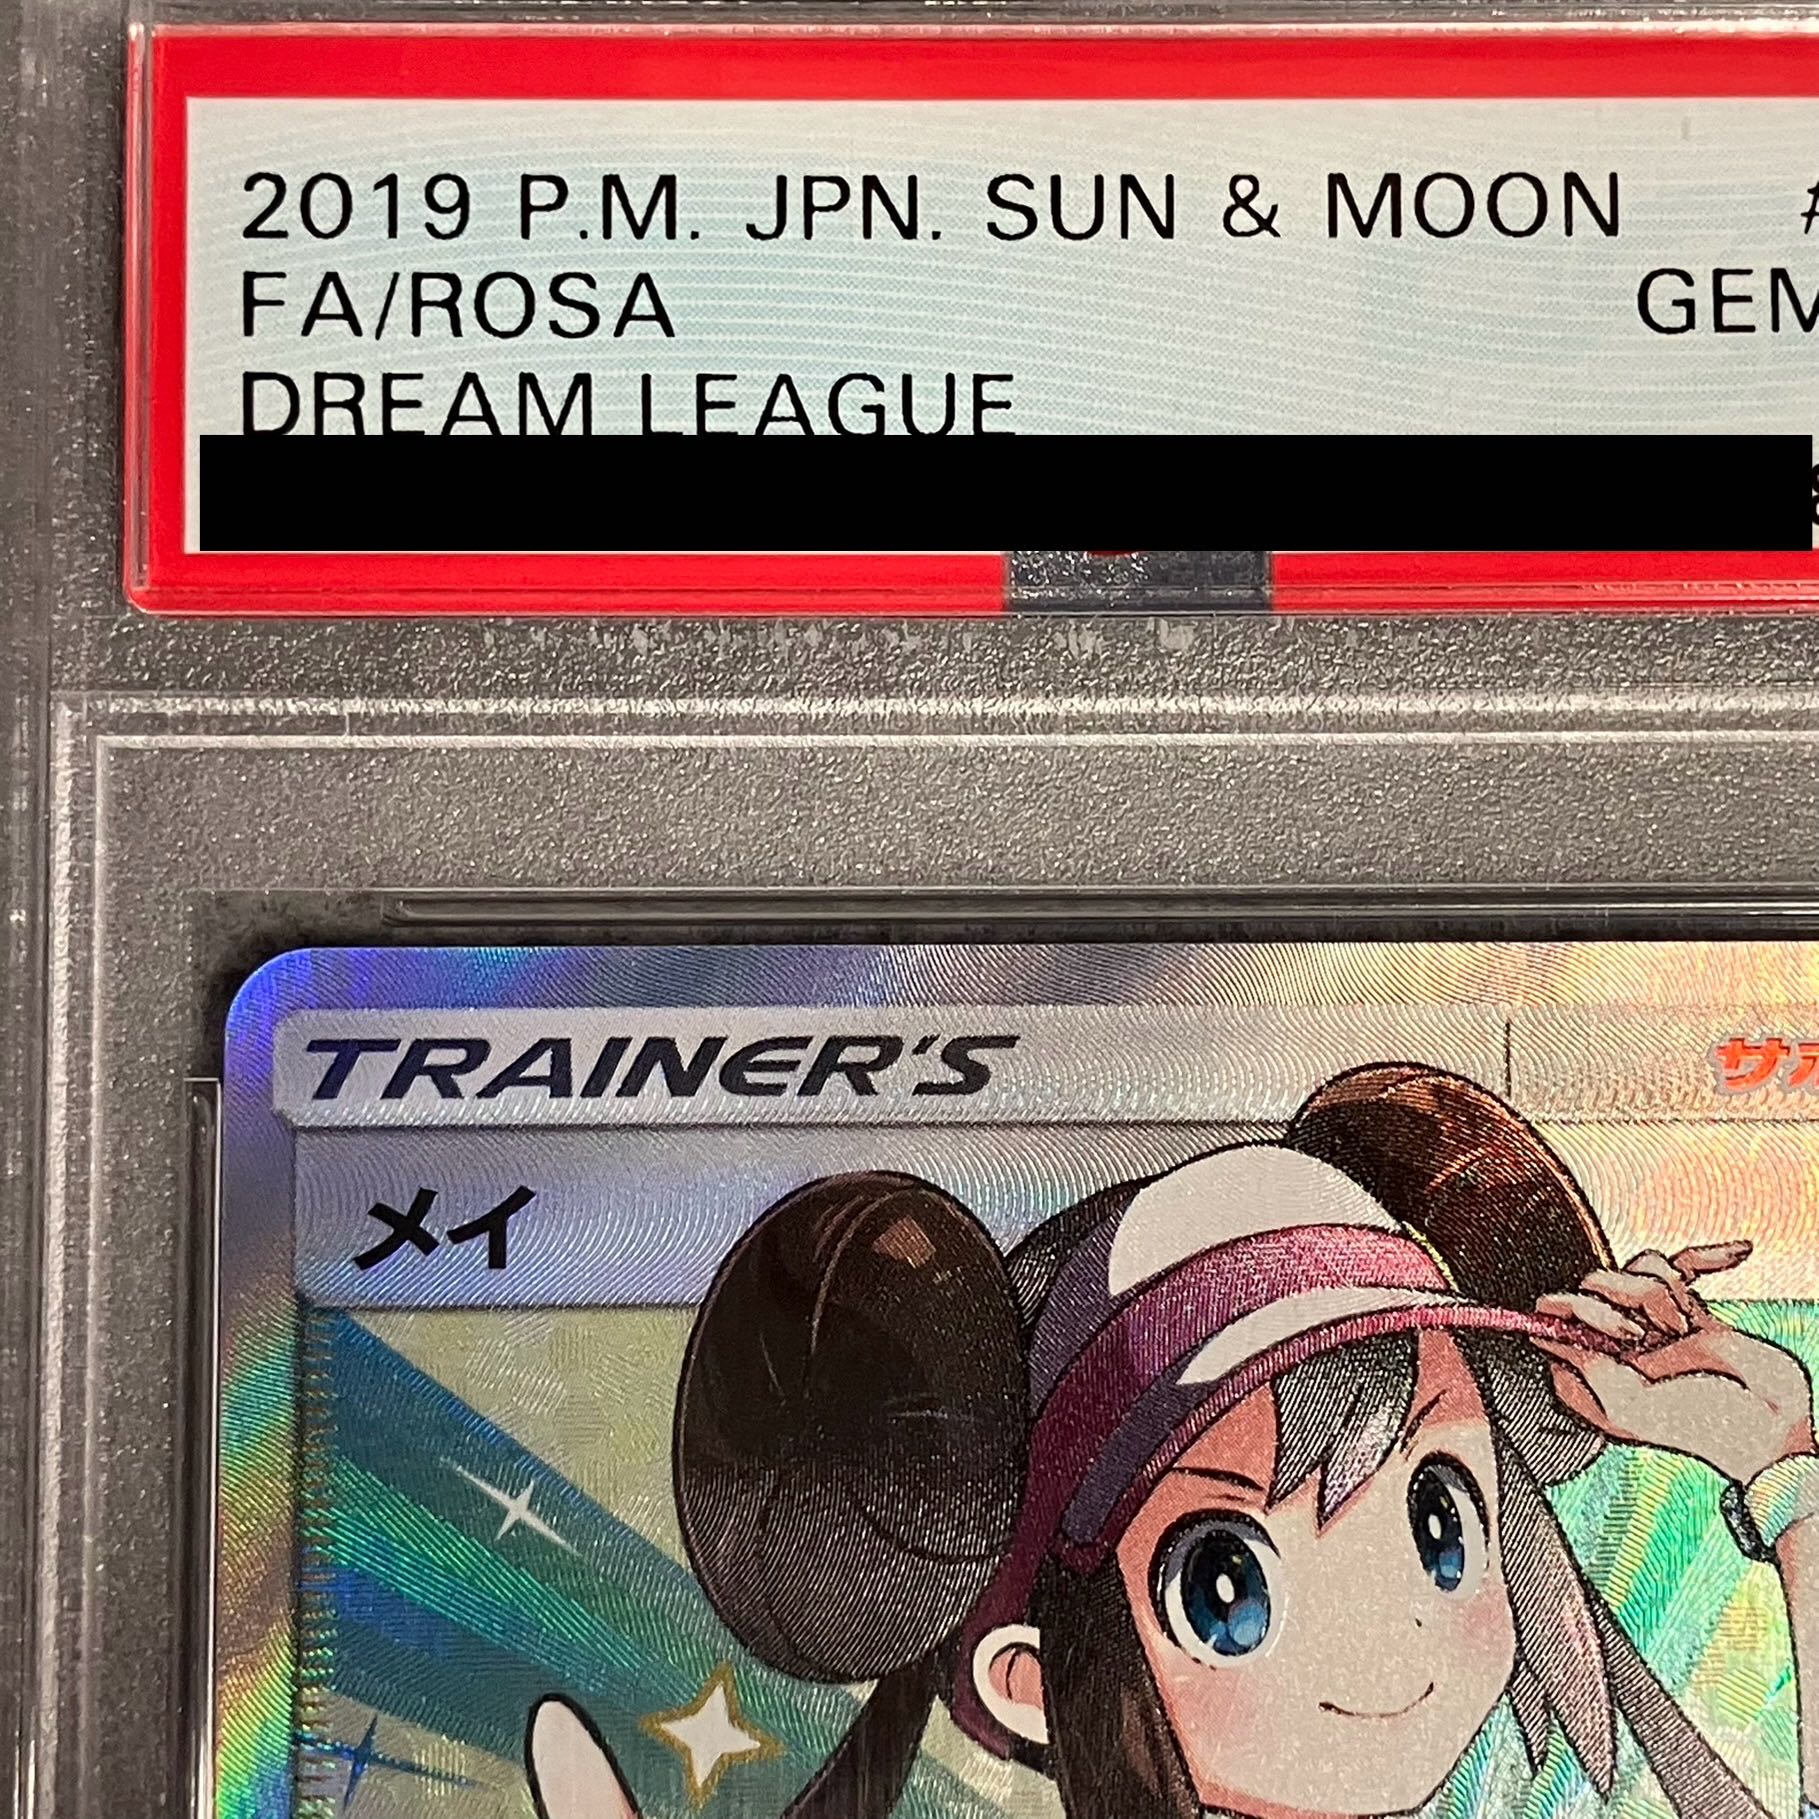 2019 P.M. JPN. SUN & MOON #
FA/ROSA GEM
DREAM LEAGUE
TRAINER'S
メイ